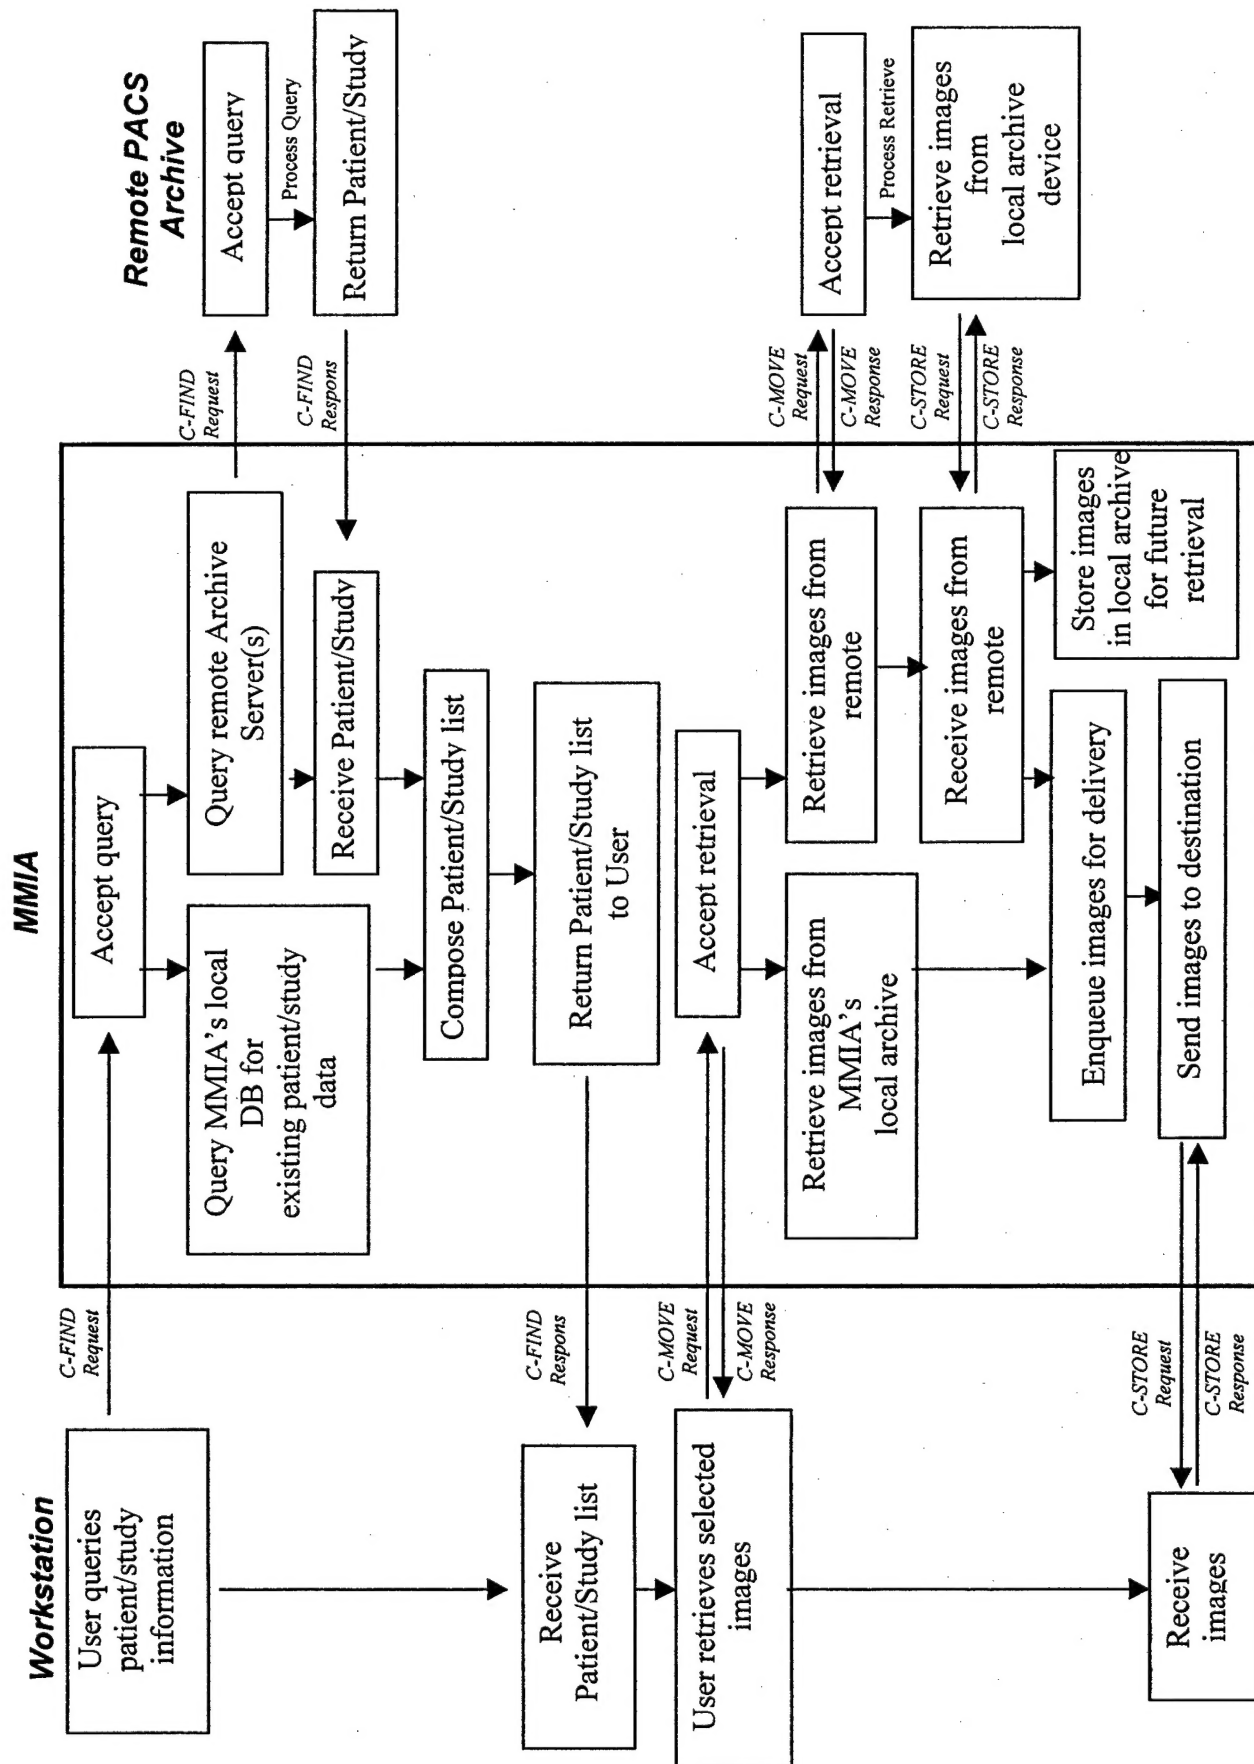 Workstation
MMIA
Remote PACS
Archive
User queries
patient/study
information
C-FIND
Request
Accept query
Query MMIA's local
DB for
existing patient/study
data
Query remote Archive
Server(s)
C-FIND
Request
Accept query
Process Query
Return Patient/Study
C-FIND
Respons
Receive Patient/Study
Compose Patient/Study list
Return Patient/Study list
to User
C-FIND
Respons
Receive
Patient/Study list
User retrieves selected
images
C-MOVE
Request
C-MOVE
Response
Accept retrieval
Retrieve images from
MMIA's
local archive
Retrieve images from
remote
C-MOVE
Request
C-MOVE
Response
Accept retrieval
Process Retrieve
Retrieve images
from
local archive
device
C-STORE
Request
C-STORE
Response
Receive images from
remote
Store images
in local archive
for future
retrieval
Enqueue images for delivery
Send images to destination
C-STORE
Request
C-STORE
Response
Receive
images